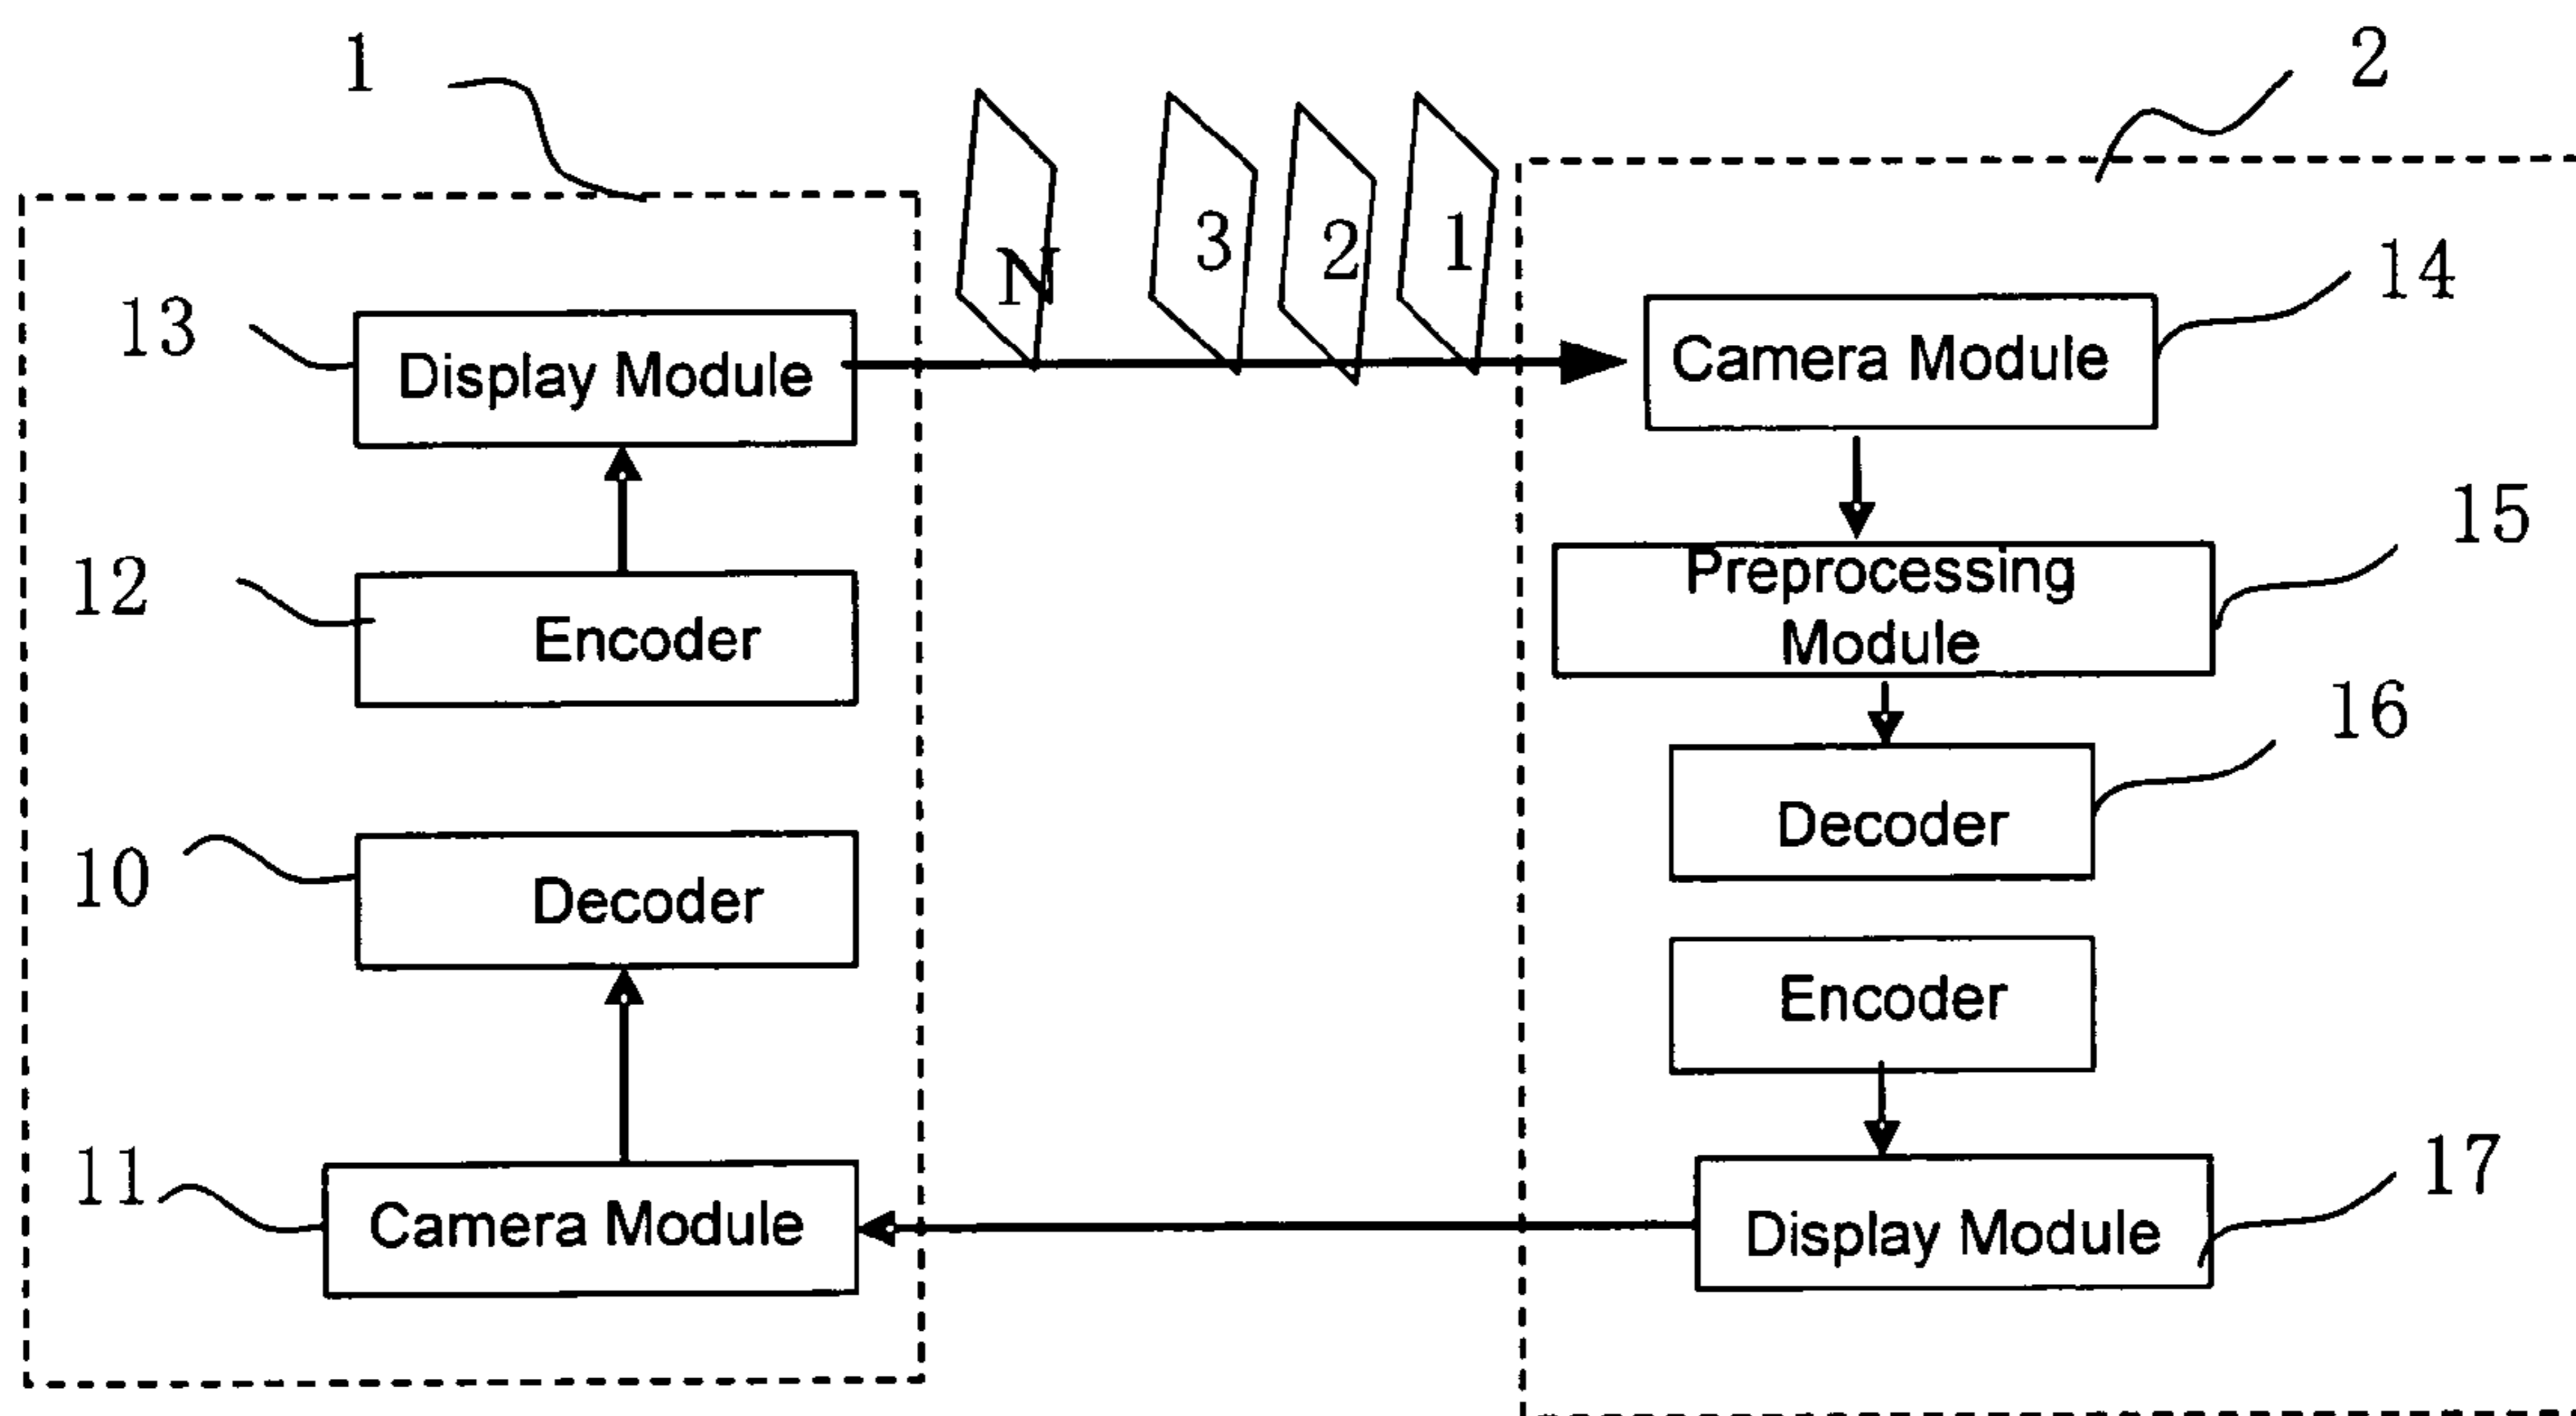 1
2
N
3
2
1
13
Display Module
Camera Module
14
12
Encoder
Preprocessing
Module
15
10
Decoder
Decoder
16
Encoder
11
Camera Module
Display Module
17